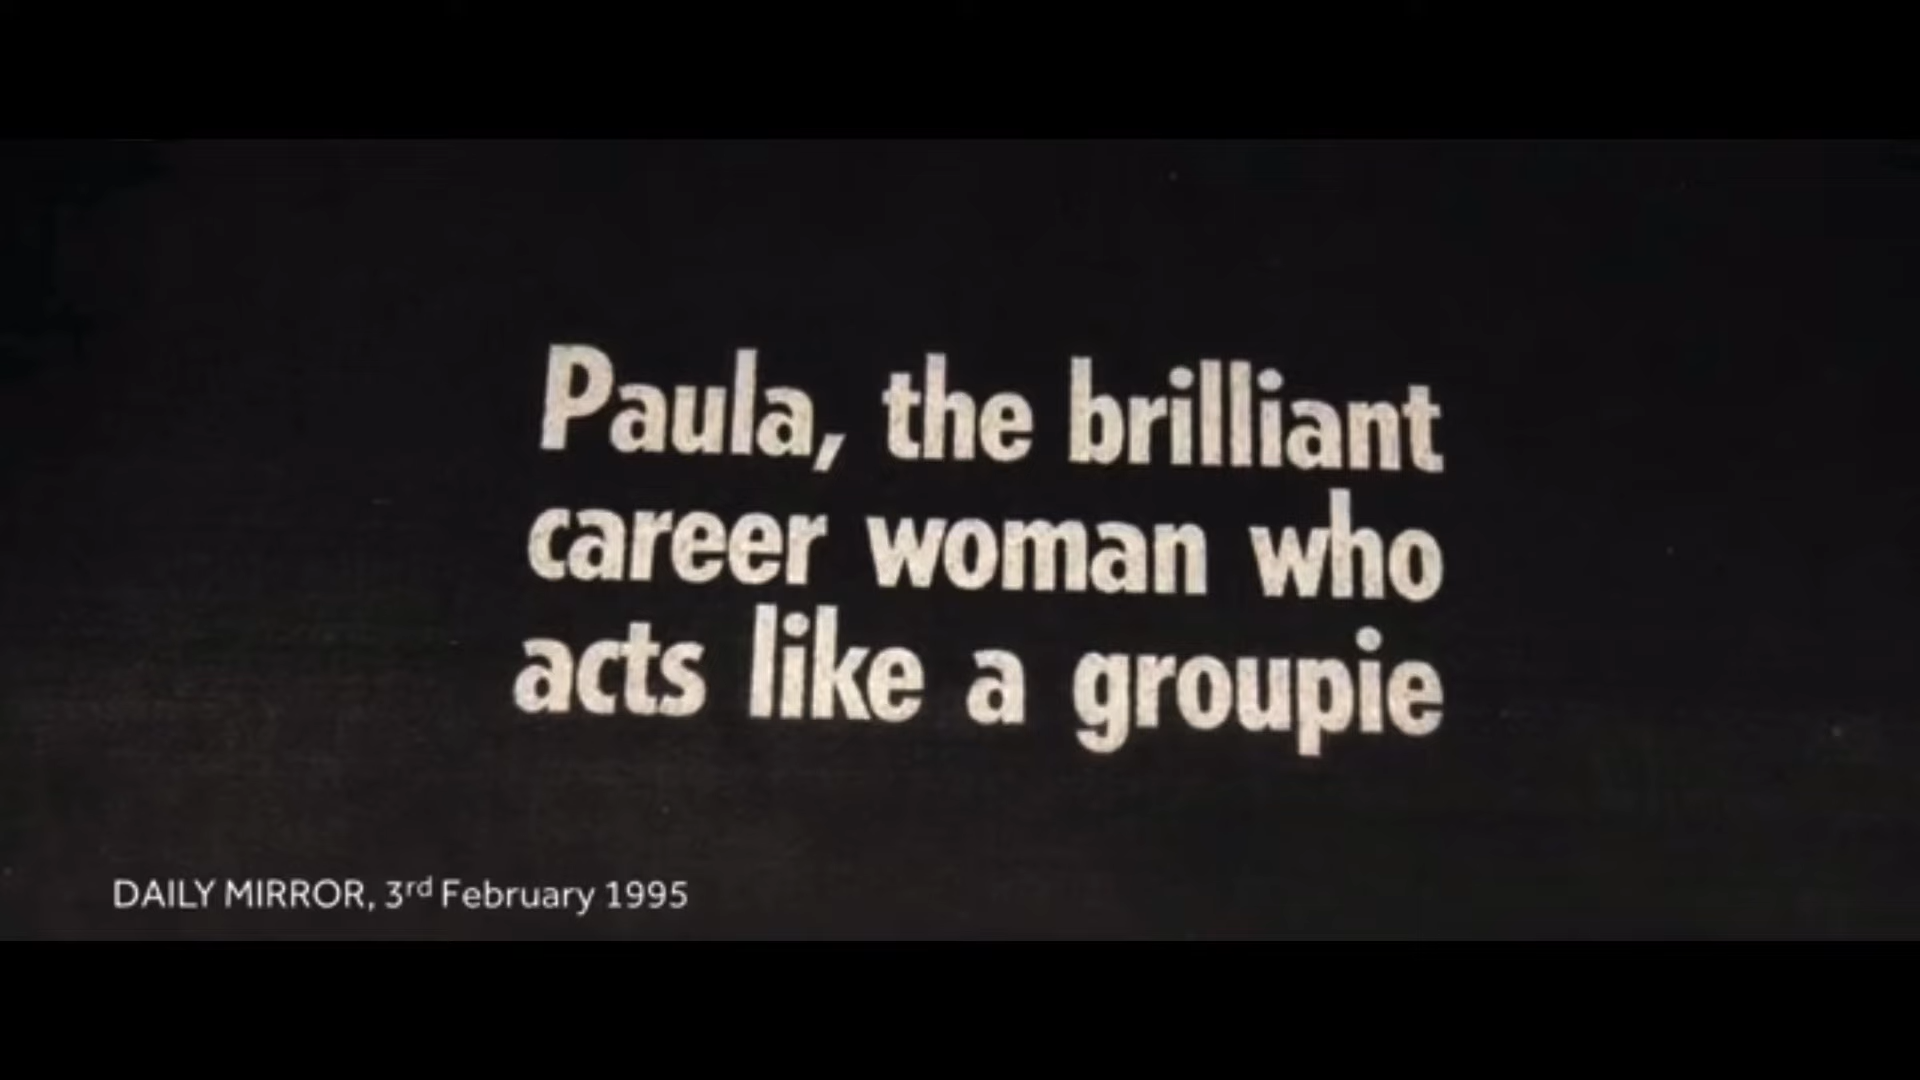 Paula, the brilliant
career woman who
acts like a groupie
DAILY MIRROR, 3rd February 1995